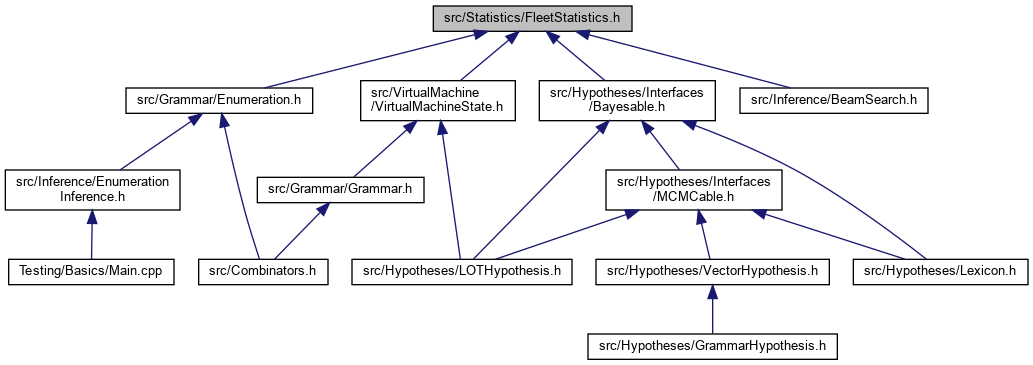 src/Statistics/FleetStatistics.h
src/Grammar/Enumeration.h
src/VirtualMachine
/VirtualMachineState.h
src/Hypotheses/Interfaces
/Bayesable.h
src/Inference/BeamSearch.h
src/Inference/Enumeration
Inference.h
src/Grammar/Grammar.h
src/Hypotheses/Interfaces
/MCMCable.h
Testing/Basics/Main.cpp
src/Combinators.h
src/Hypotheses/LOTHypothesis.h
src/Hypotheses/VectorHypothesis.h
src/Hypotheses/Lexicon.h
src/Hypotheses/GrammarHypothesis.h